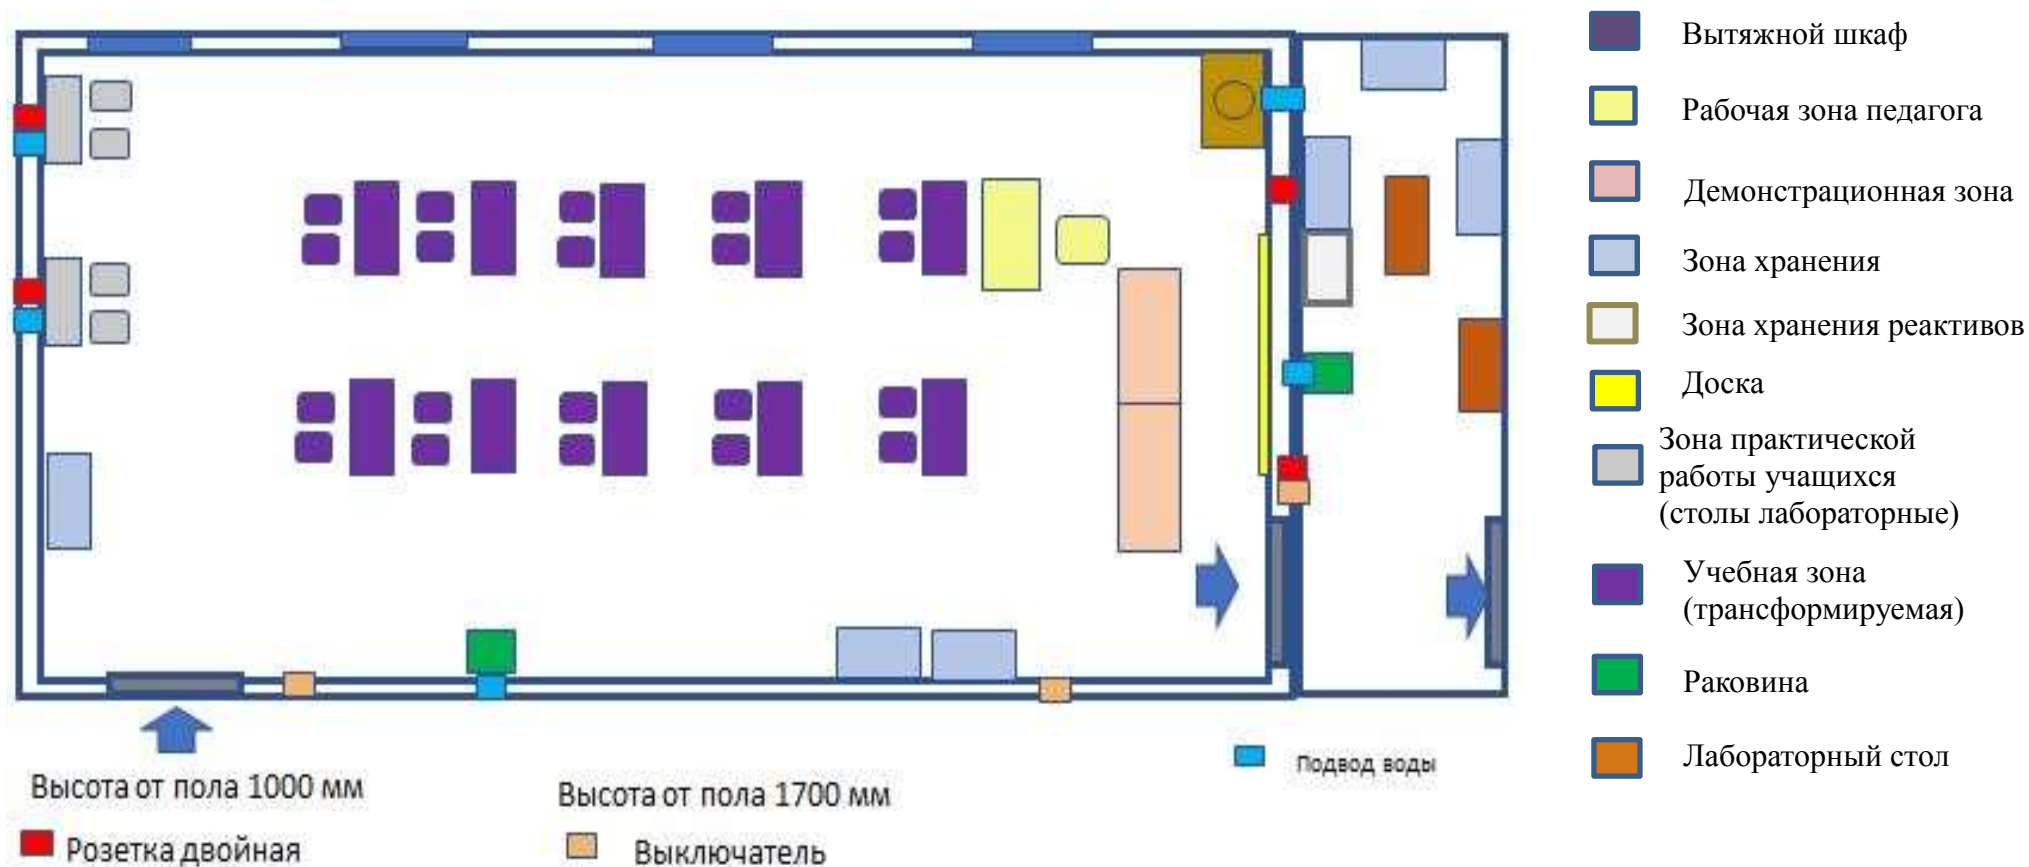 Вытяжной шкаф
Рабочая зона педагога
Демонстрационная зона
Зона хранения
Зона хранения реактивов
Доска
Зона практической
работы учащихся
(столы лабораторные)
Учебная зона
(трансформируемая)
Раковина
Лабораторный стол
Высота от пола 1000 мм
Розетка двойная
Высота от пола 1700 мм
Выключатель
Подвод воды